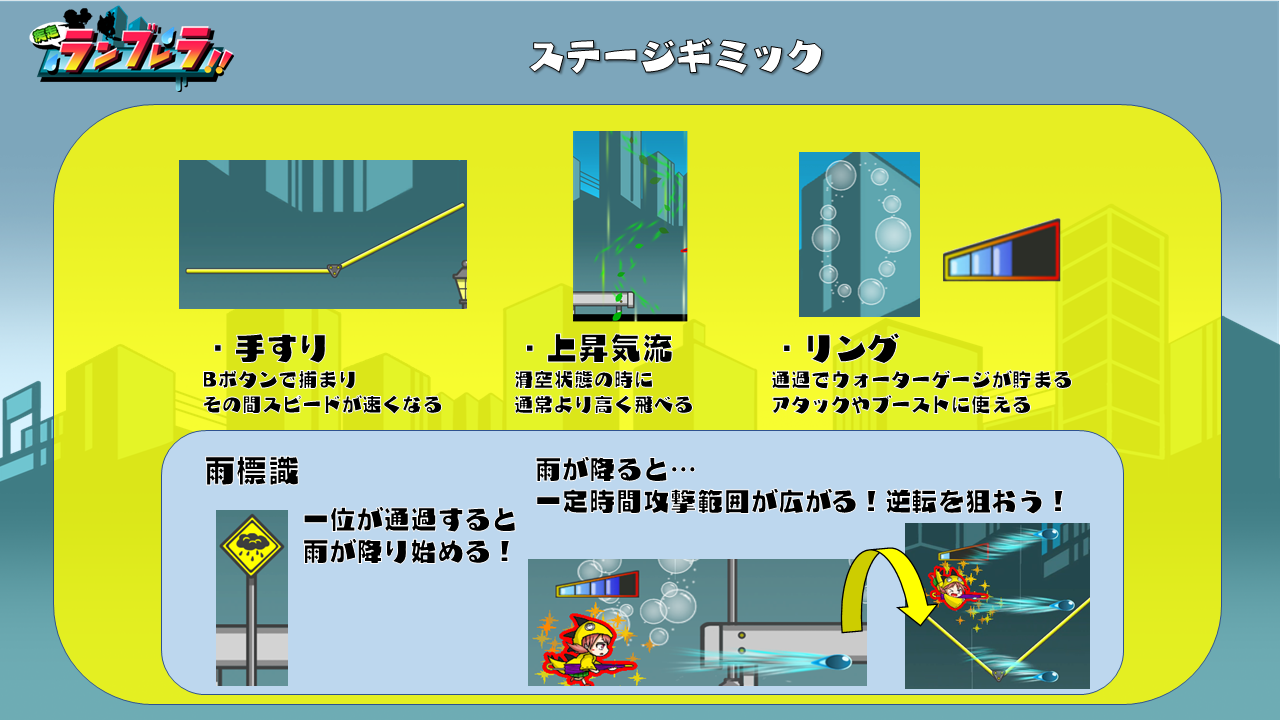 疾走
ランブレラ!!
ステージギミック
・手すり
Bボタンで捕まり
その間スピードが速くなる
・上昇気流
滑空状態の時に
通常より高く飛べる
・リング
通過でウォーターゲージが貯まる
アタックやブーストに使える
雨標識
一位が通過すると
雨が降り始める！
雨が降ると…
一定時間攻撃範囲が広がる！逆転を狙おう！